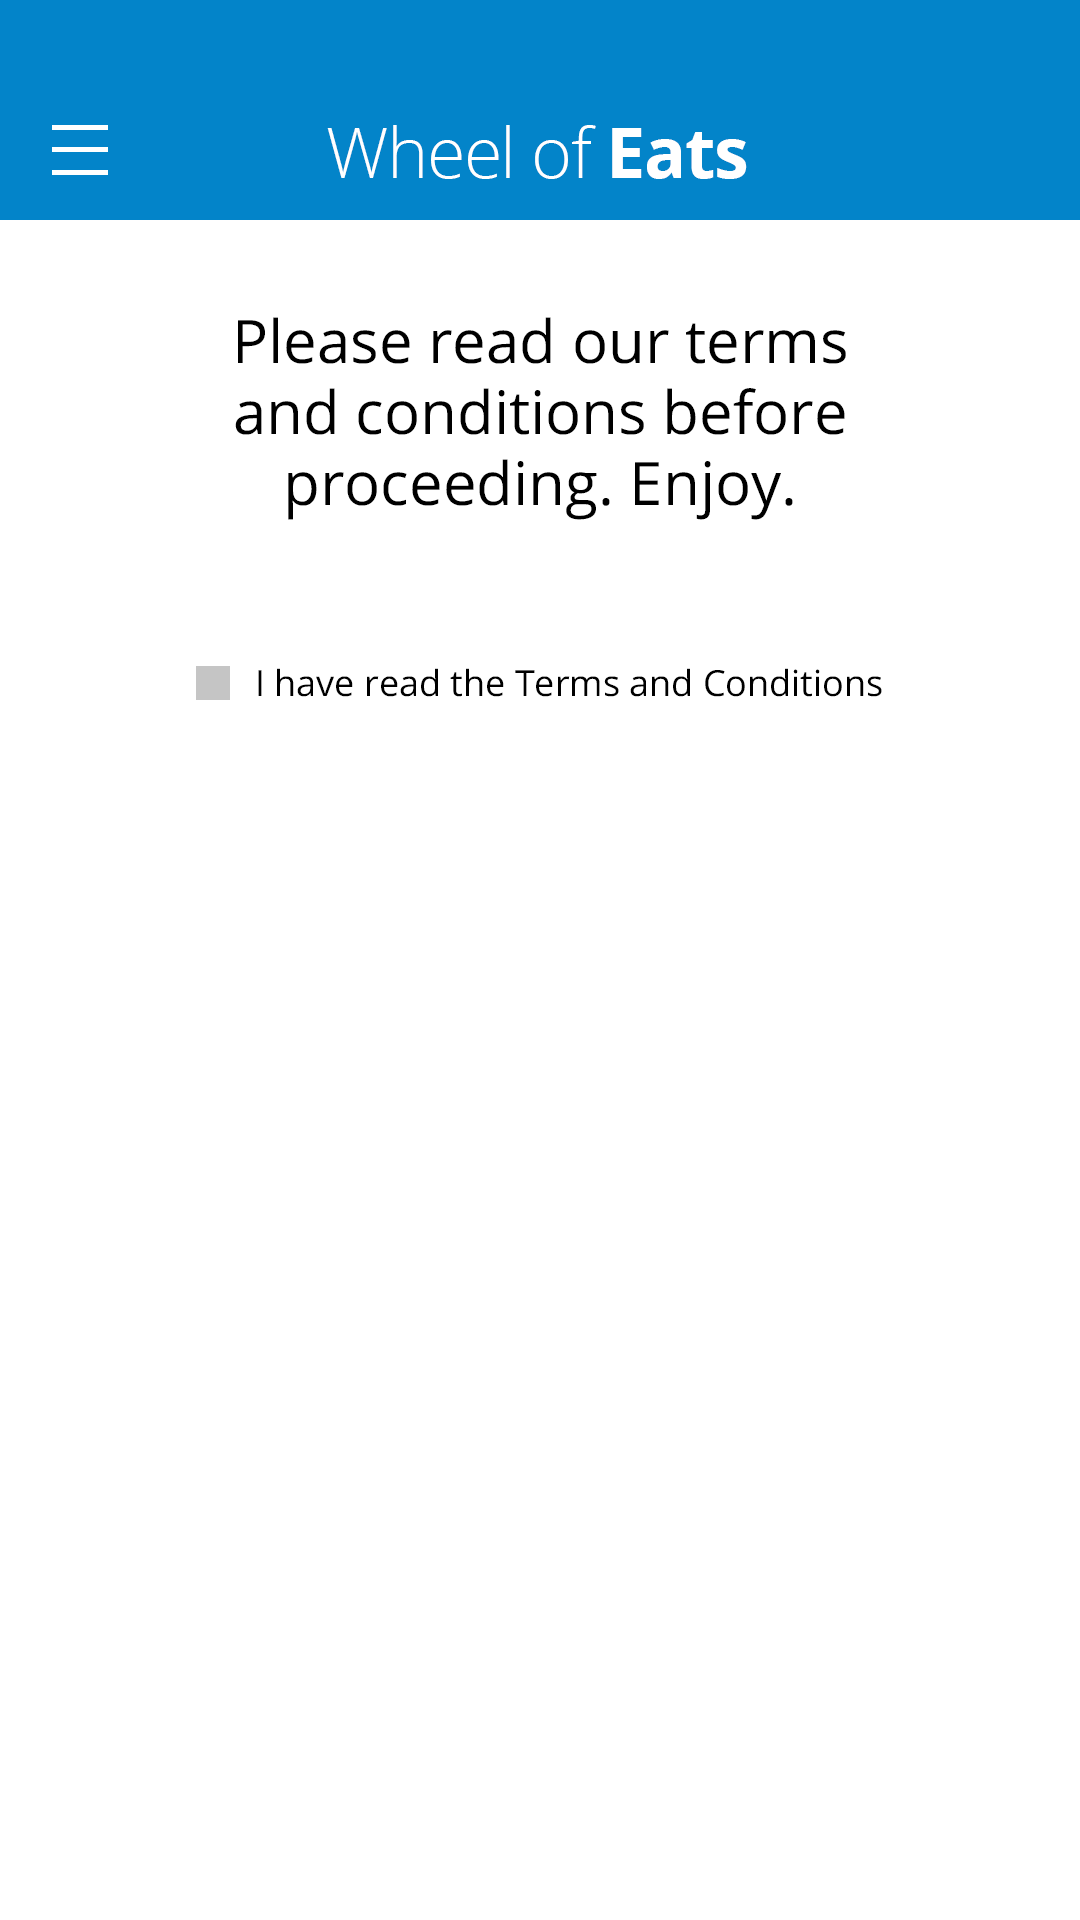 Wheel of Eats
Please read our terms
and conditions before
proceeding. Enjoy.
I have read the Terms and Conditions